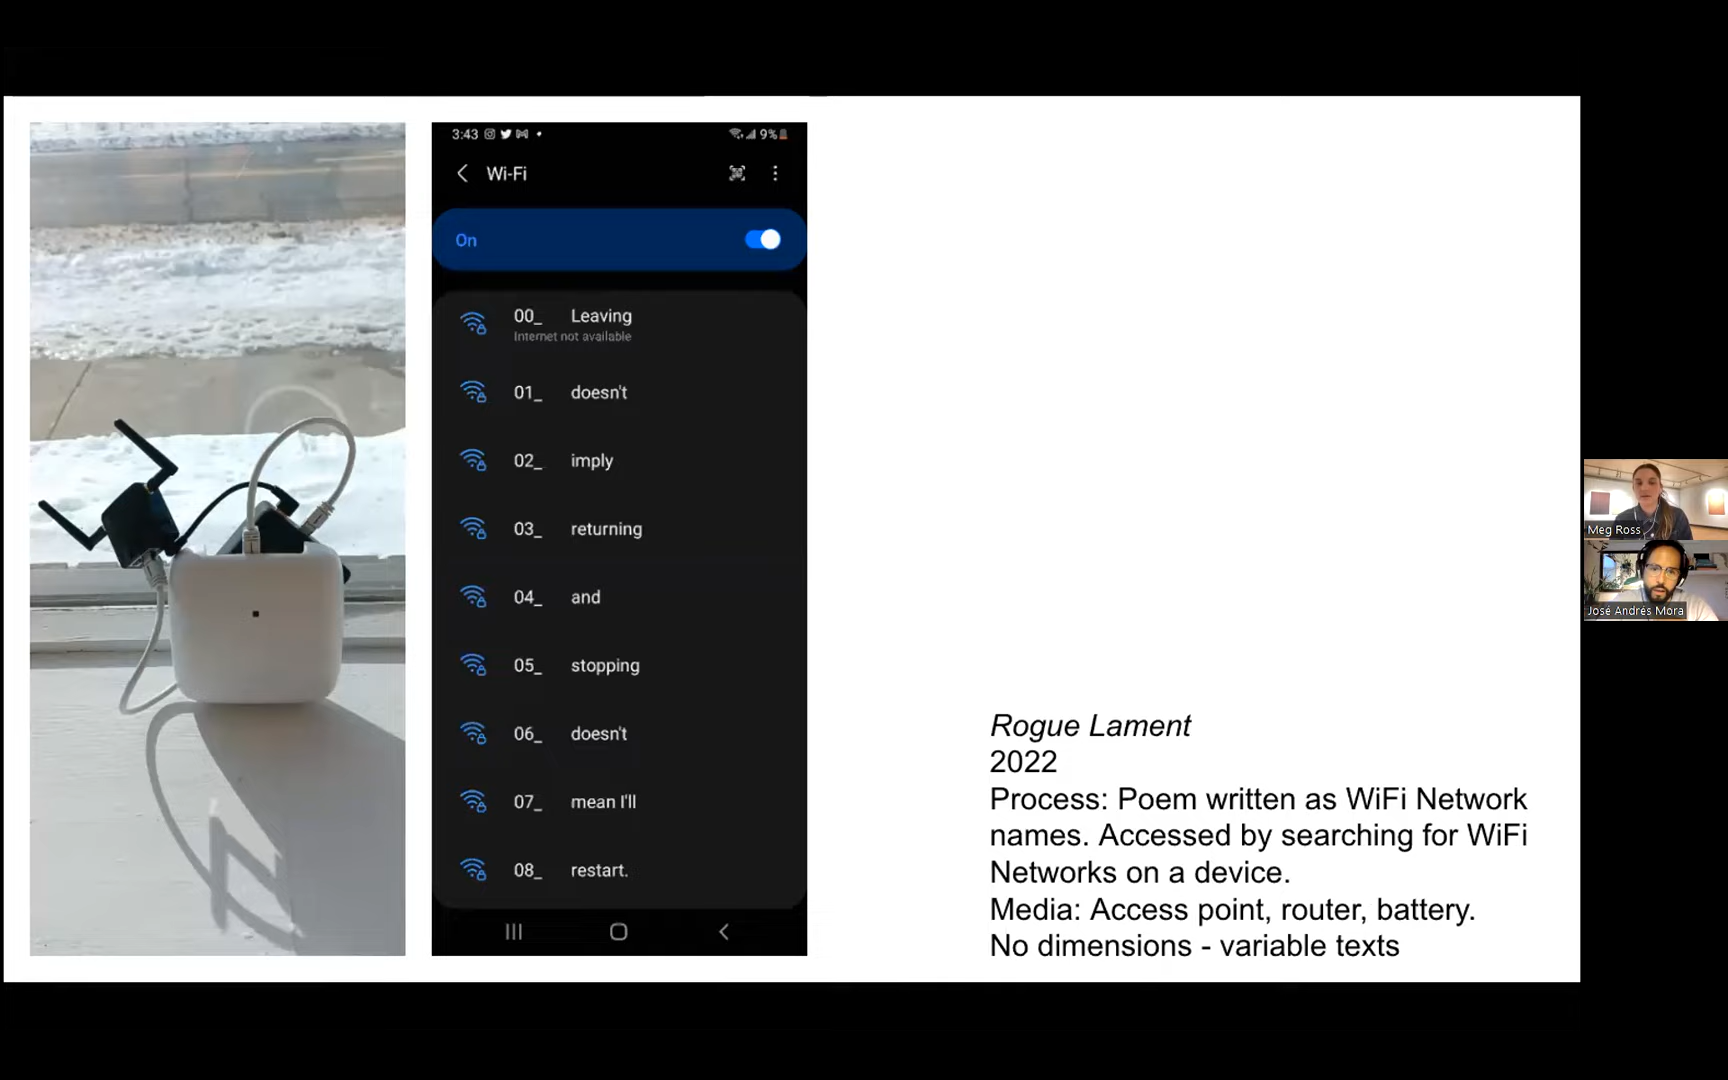 3:43
9%
Wi-Fi
On
00_ Leaving
Internet not available
01_ doesn't
02_ imply
03_ returning
04_ and
05_ stopping
06_ doesn't
07_ mean I'll
08_ restart.
Rogue Lament
2022
Process: Poem written as WiFi Network
names. Accessed by searching for WiFi
Networks on a device.
Media: Access point, router, battery.
No dimensions - variable texts
Meg Ross
José Andrés Mora